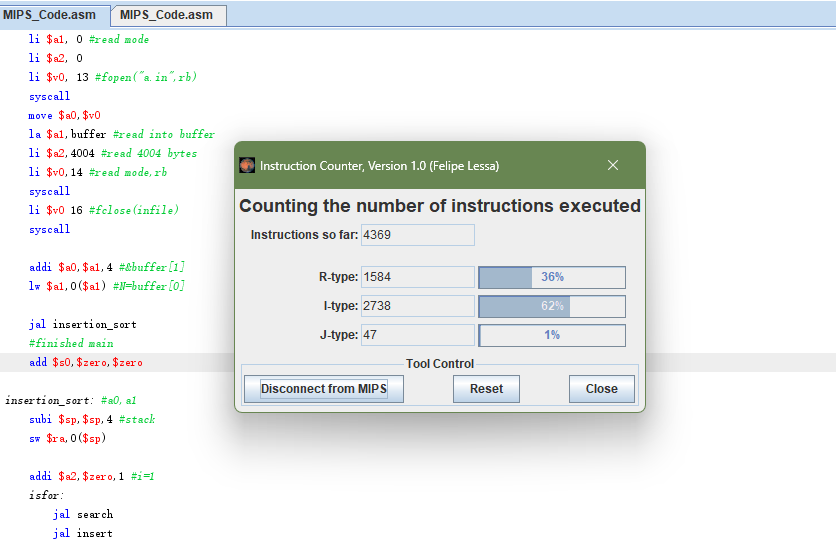 MIPS_Code.asm MIPS_Code.asm
li $a1, 0 #read mode
li $a2, 0
li $v0, 13 #fopen("a.in",rb)
syscall
move $a0,$v0
la $a1,buffer #read into buffer
li $a2,4004 #read 4004 bytes
li $v0,14 #read mode,rb
syscall
li $v0 16 #fclose(infile)
syscall
addi $a0,$a1,4 #&buffer[1]
lw $a1,0($a1) #N=buffer[0]
jal insertion_sort
#finished main
add $s0,$zero,$zero
insertion_sort: #a0,a1
subi $sp,$sp,4 #stack
sw $ra,0($sp)
addi $a2,$zero,1 #i=1
isfor:
jal search
jal insert
Instruction Counter, Version 1.0 (Felipe Lessa)
Counting the number of instructions executed
Instructions so far: 4369
R-type: 1584 36%
I-type: 2738 62%
J-type: 47 1%
Tool Control
Disconnect from MIPS Reset Close